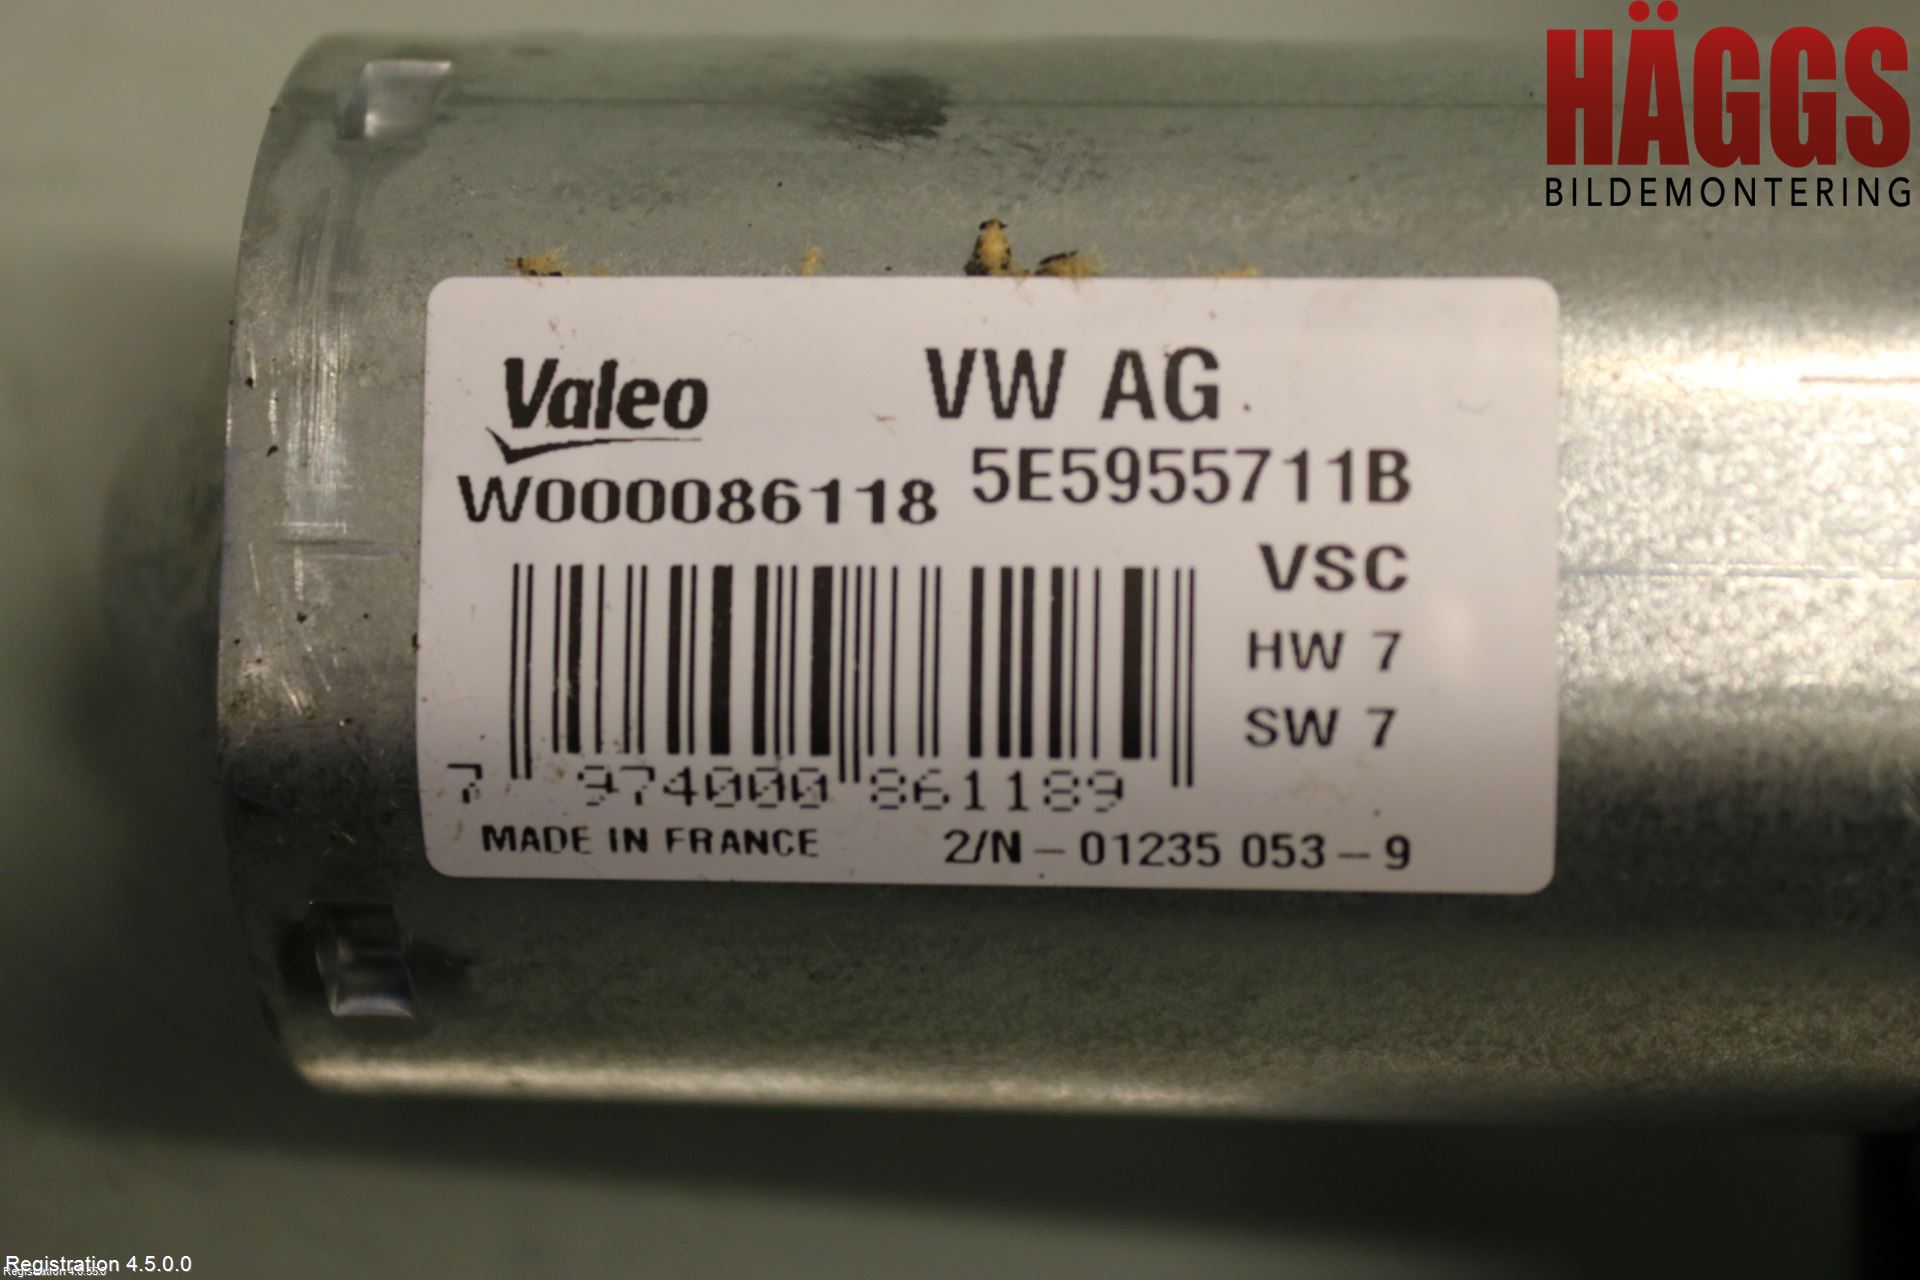 HÄGGS
BILDEMONTERING
Valeo
VW AG
W000086118
5E5955711B
VSC
HW 7
SW 7
7 974000 861189
MADE IN FRANCE
2/N - 01235 053 - 9
Registration 4.5.0.0